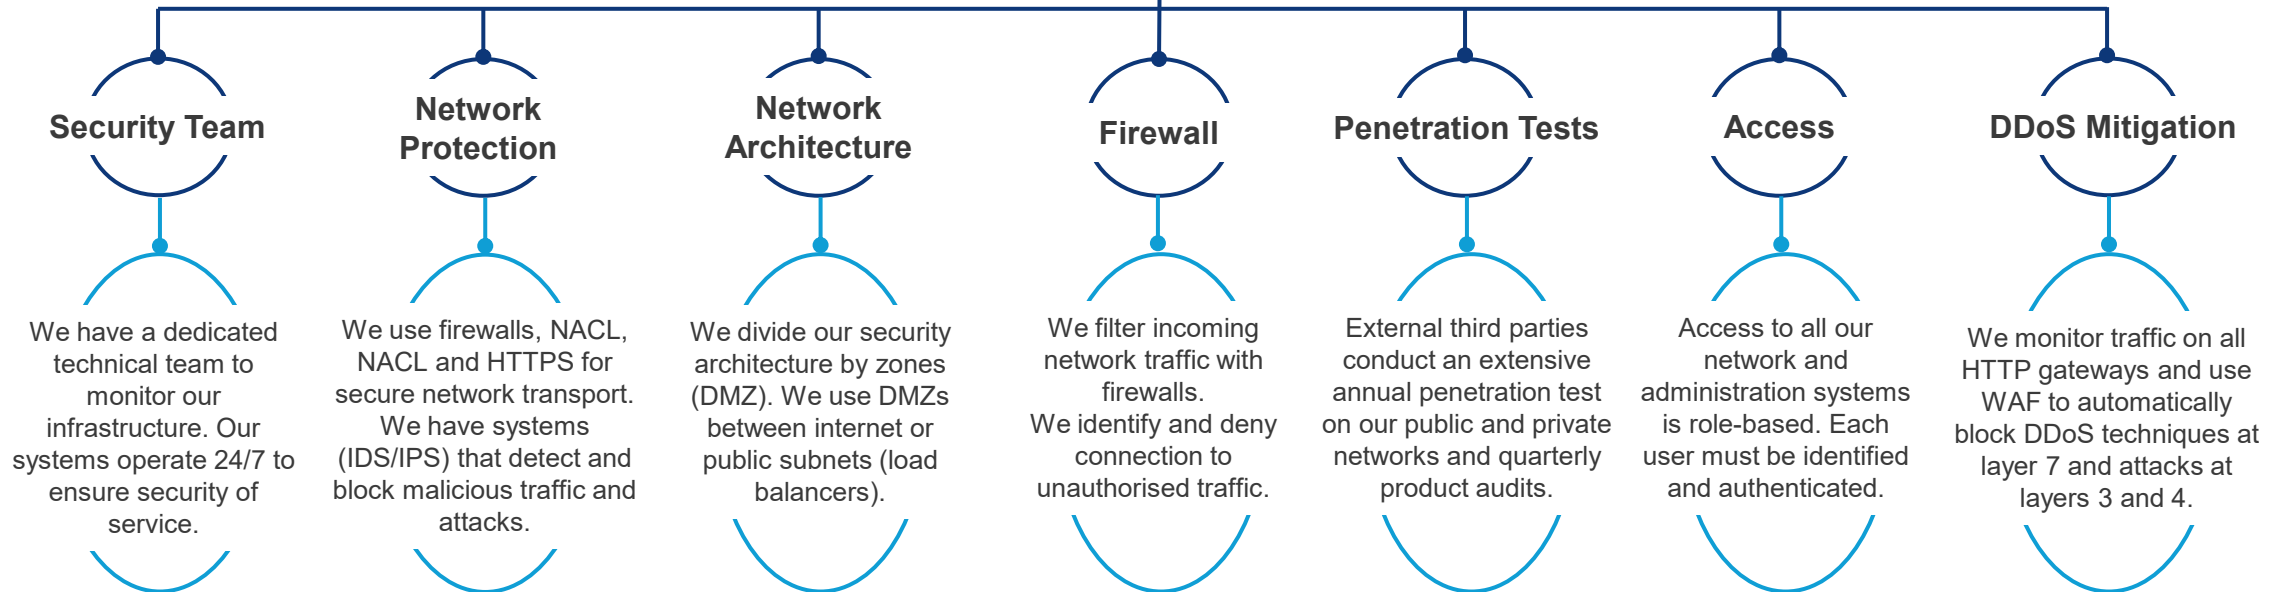 Security Team
We have a dedicated
technical team to
monitor our
infrastructure. Our
systems operate 24/7 to
ensure security of
service.
Network
Protection
We use firewalls, NACL,
NACL and HTTPS for
secure network transport.
We have systems
(IDS/IPS) that detect and
block malicious traffic and
attacks.
Network
Architecture
We divide our security
architecture by zones
(DMZ). We use DMZs
between internet or
public subnets (load
balancers).
Firewall
We filter incoming
network traffic with
firewalls.
We identify and deny
connection to
unauthorised traffic.
Penetration Tests
External third parties
conduct an extensive
annual penetration test
on our public and private
networks and quarterly
product audits.
Access
Access to all our
network and
administration systems
is role-based. Each
user must be identified
and authenticated.
DDoS Mitigation
We monitor traffic on all
HTTP gateways and use
WAF to automatically
block DDoS techniques at
layer 7 and attacks at
layers 3 and 4.